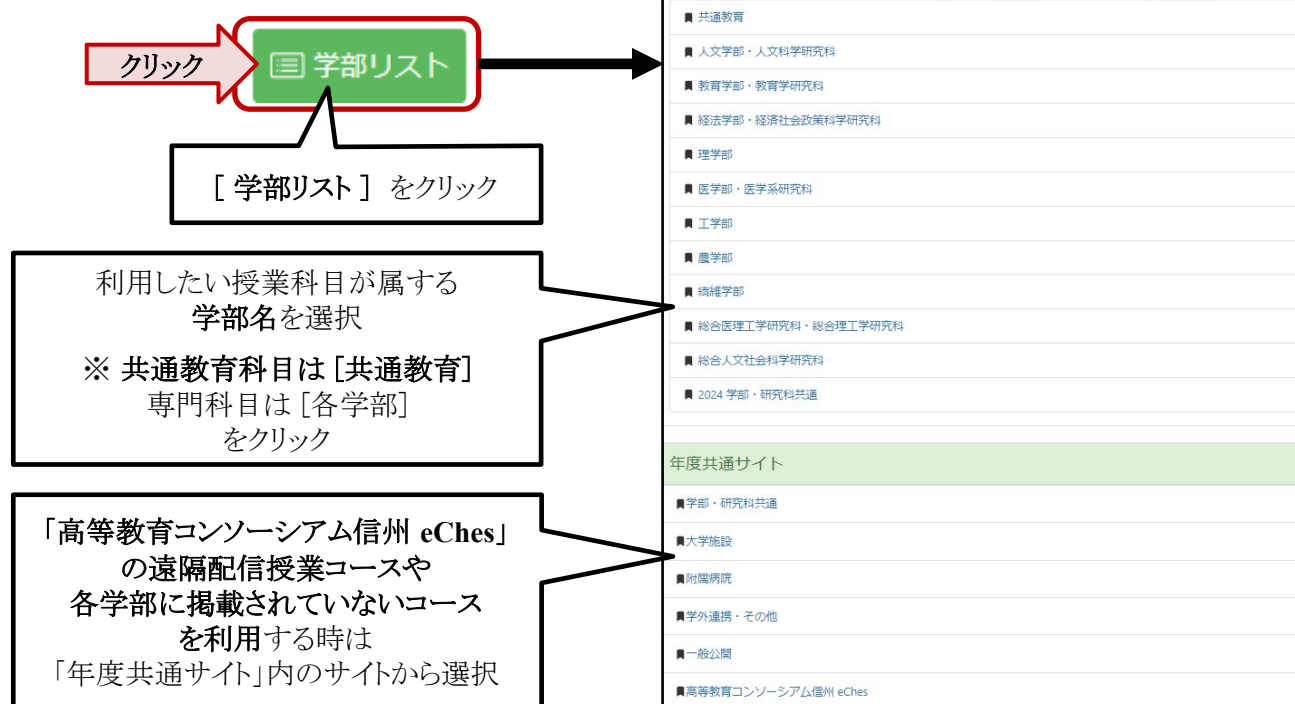 クリック
学部リスト
[ 学部リスト ] をクリック
利用したい授業科目が属する
学部名を選択
※ 共通教育科目は [共通教育]
専門科目は [各学部]
をクリック
「高等教育コンソーシアム信州 eChes」
の遠隔配信授業コースや
各学部に掲載されていないコース
を利用する時は
「年度共通サイト」内のサイトから選択
共通教育
人文学部・人文科学研究科
教育学部・教育学研究科
経法学部・経済社会政策科学研究科
理学部
医学部・医学系研究科
工学部
農学部
繊維学部
総合医理工学研究科・総合理工学研究科
総合人文社会科学研究科
2024 学部・研究科共通
年度共通サイト
学部・研究科共通
大学施設
附属病院
学外連携・その他
一般公開
高等教育コンソーシアム信州 eChes